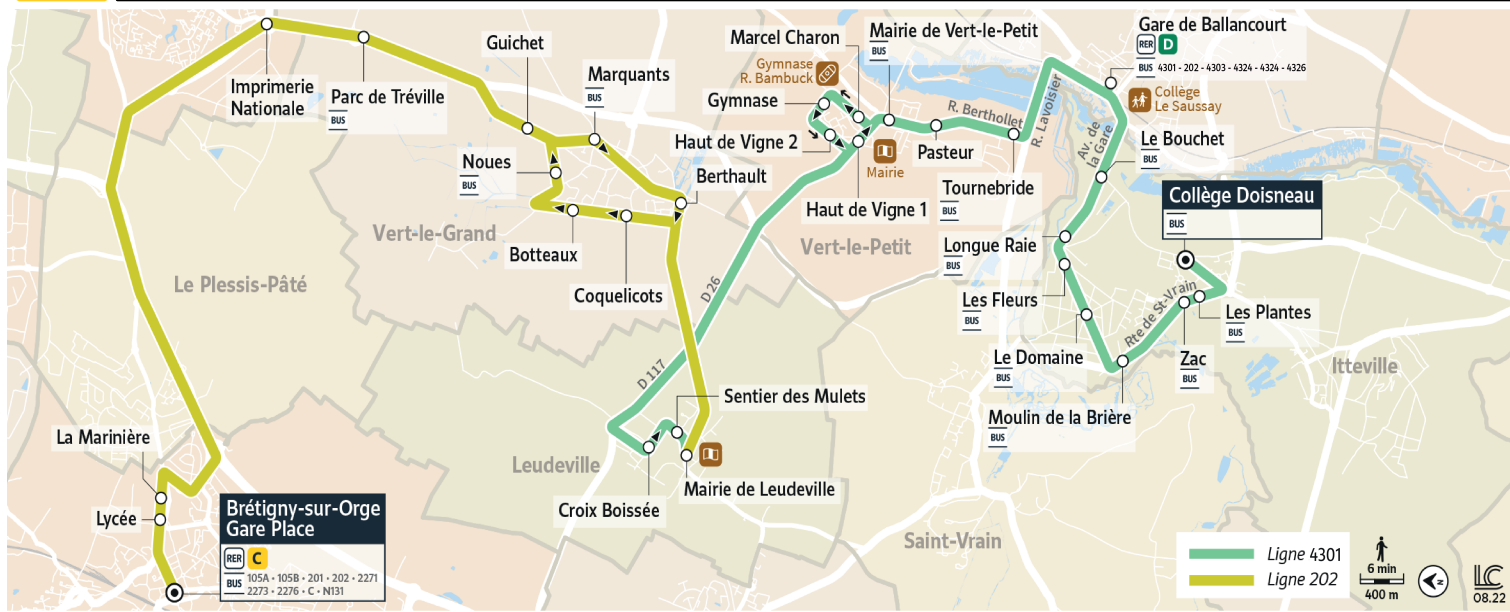 Imprimerie
Nationale
Parc de Tréville
BUS
Guichet
Marquants
BUS
Noues
BUS
Berthault
Botteaux
Coquelicots
Vert-le-Grand
Le Plessis-Pâté
La Marinière
Lycée
Brétigny-sur-Orge
Gare Place
RER C
BUS 105A • 105B • 201 • 202 • 2271
2273 • 2276 • C • N131
Marcel Charon
Gymnase
R. Bambuck
Gymnase
Haut de Vigne 2
Mairie de Vert-le-Petit
BUS
Mairie
Haut de Vigne 1
Pasteur
R. Berthollet
Tournebride
BUS
R. Lavoisier
Av. de
la Gare
Gare de Ballancourt
RER D
BUS 4301 - 202 - 4303 - 4324 - 4324 - 4326
Collège
Le Saussay
Le Bouchet
BUS
Collège Doisneau
BUS
Vert-le-Petit
Longue Raie
BUS
Les Fleurs
BUS
Le Domaine
BUS
Rte de St-Vrain
Les Plantes
BUS
Zac
BUS
Moulin de la Brière
BUS
Itteville
D 26
D 117
Sentier des Mulets
Leudeville
Croix Boissée
Mairie de Leudeville
Saint-Vrain
Ligne 4301
Ligne 202
6 min
400 m
N
LC
08.22